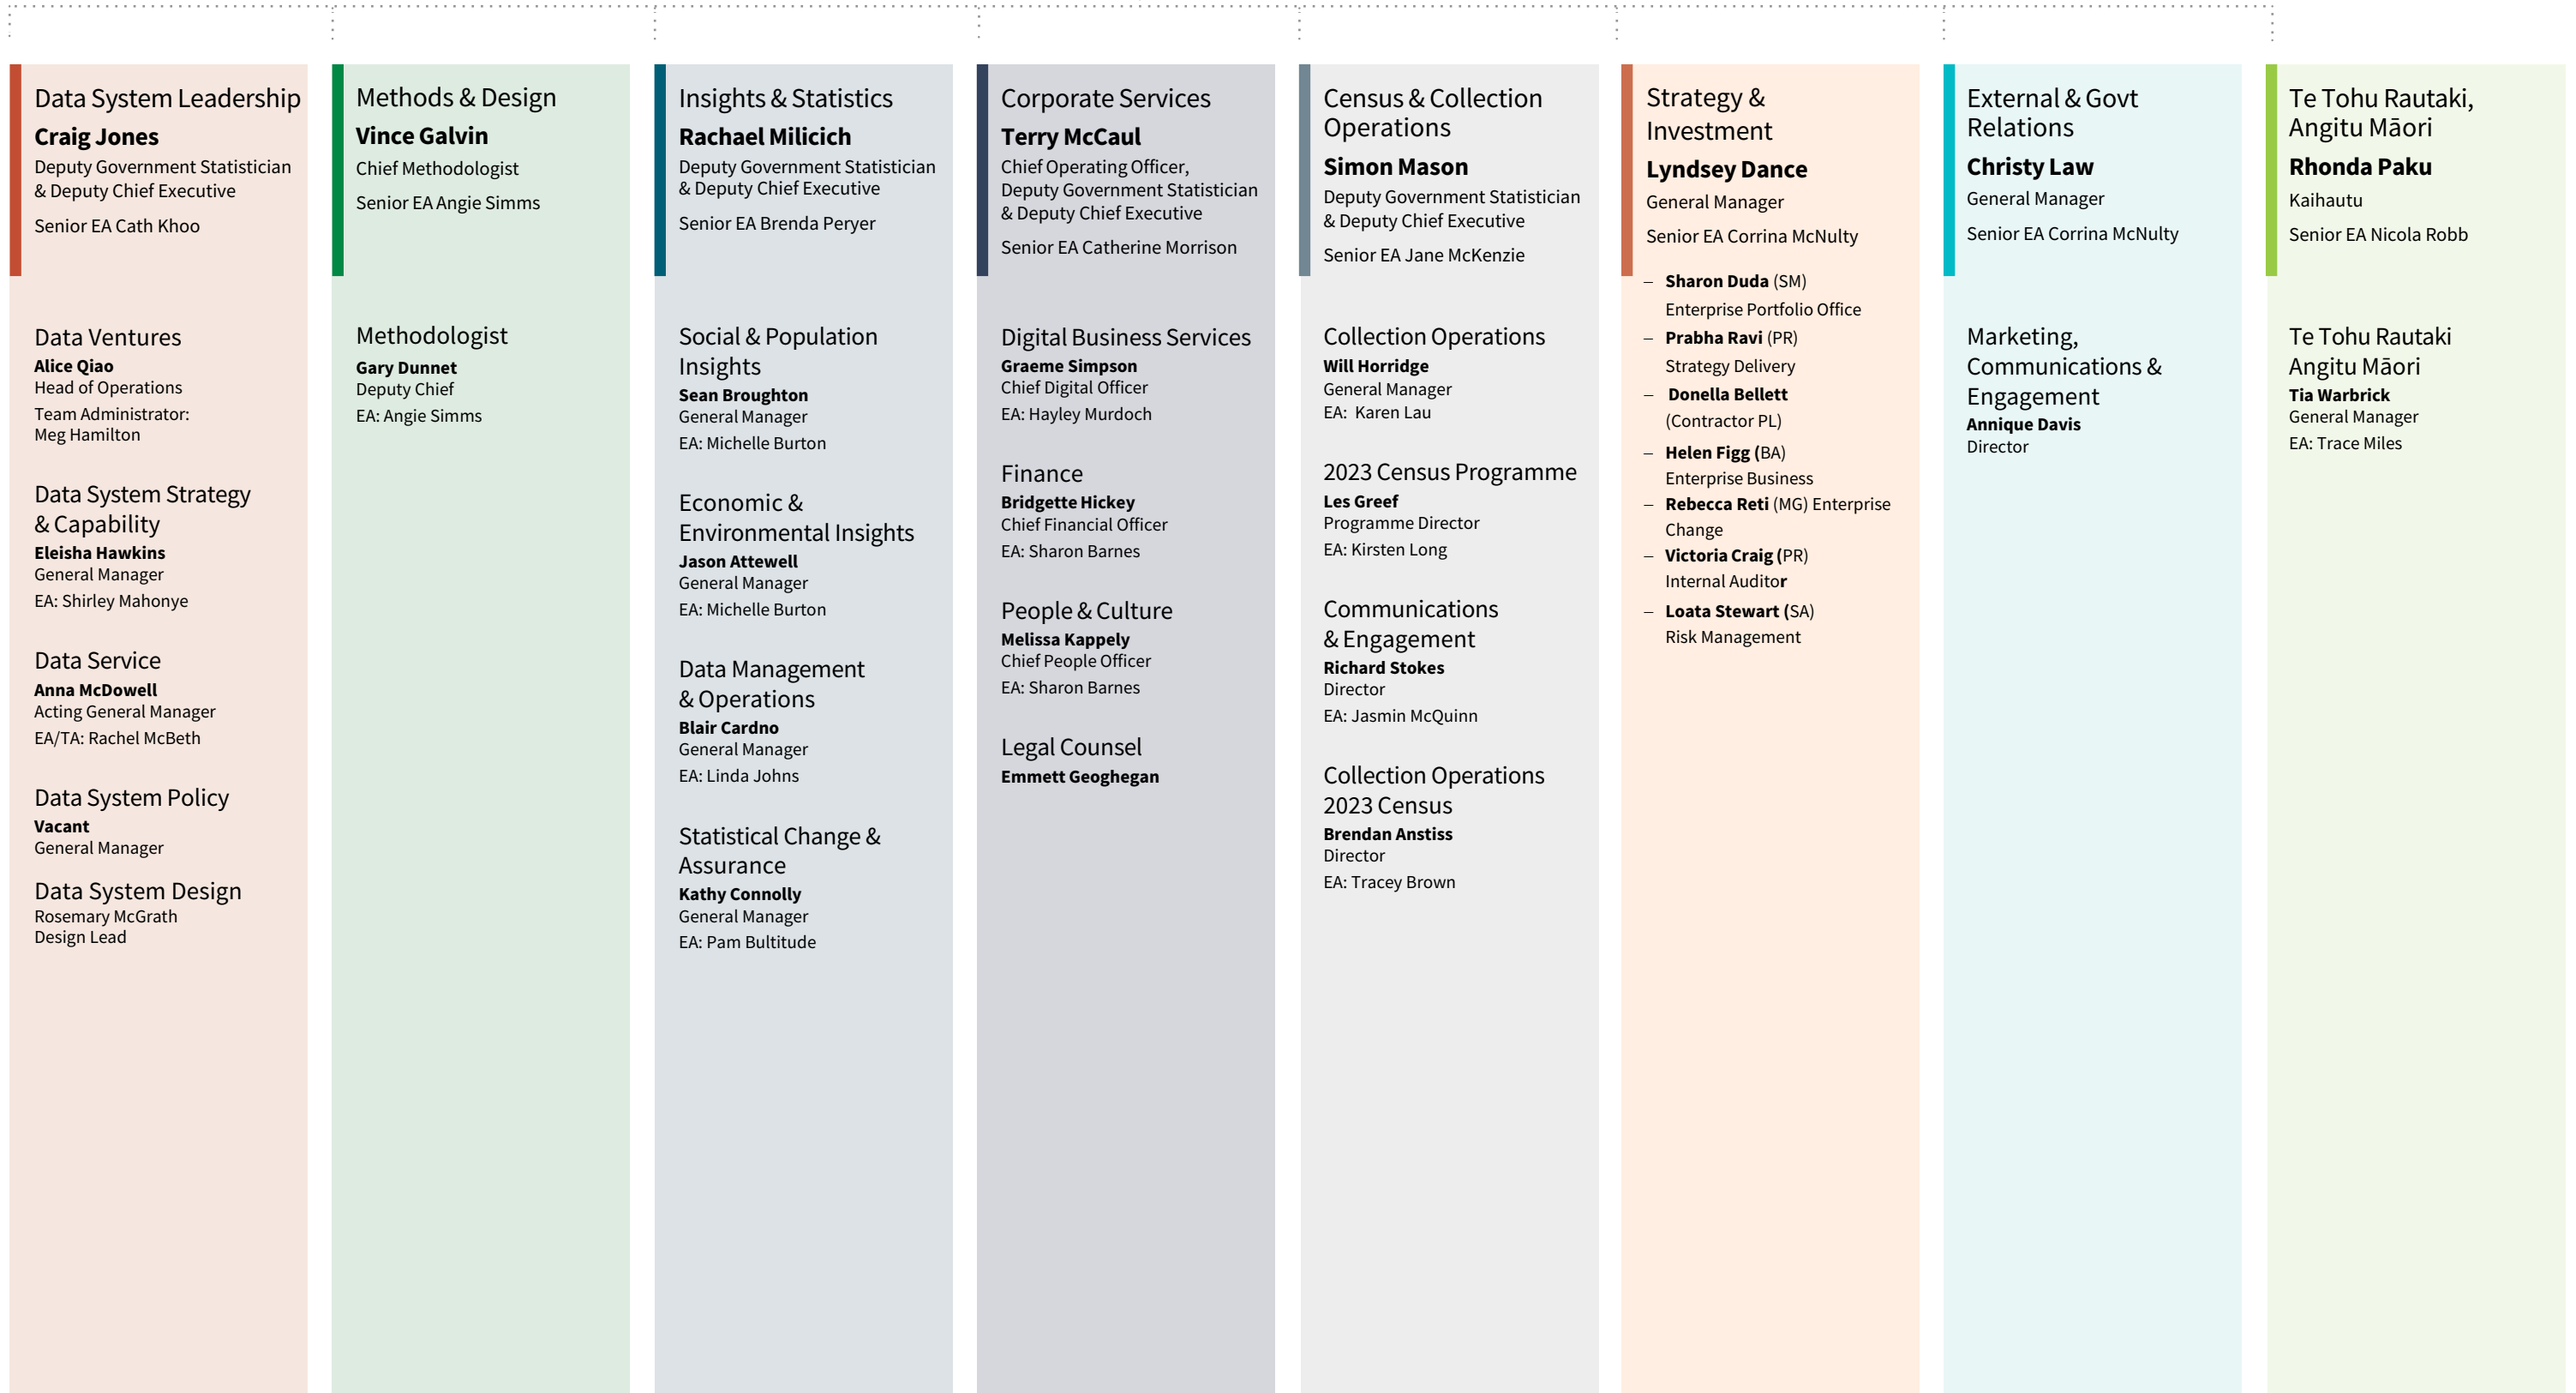 Data System Leadership
Craig Jones
Deputy Government Statistician
& Deputy Chief Executive
Senior EA Cath Khoo
Data Ventures
Alice Qiao
Head of Operations
Team Administrator:
Meg Hamilton
Data System Strategy
& Capability
Eleisha Hawkins
General Manager
EA: Shirley Mahonye
Data Service
Anna McDowell
Acting General Manager
EA/TA: Rachel McBeth
Data System Policy
Vacant
General Manager
Data System Design
Rosemary McGrath
Design Lead
Methods & Design
Vince Galvin
Chief Methodologist
Senior EA Angie Simms
Methodologist
Gary Dunnet
Deputy Chief
EA: Angie Simms
Insights & Statistics
Rachael Milicich
Deputy Government Statistician
& Deputy Chief Executive
Senior EA Brenda Peryer
Social & Population
Insights
Sean Broughton
General Manager
EA: Michelle Burton
Economic &
Environmental Insights
Jason Attewell
General Manager
EA: Michelle Burton
Data Management
& Operations
Blair Cardno
General Manager
EA: Linda Johns
Statistical Change &
Assurance
Kathy Connolly
General Manager
EA: Pam Bultitude
Corporate Services
Terry McCaul
Chief Operating Officer,
Deputy Government Statistician
& Deputy Chief Executive
Senior EA Catherine Morrison
Digital Business Services
Graeme Simpson
Chief Digital Officer
EA: Hayley Murdoch
Finance
Bridgette Hickey
Chief Financial Officer
EA: Sharon Barnes
People & Culture
Melissa Kappely
Chief People Officer
EA: Sharon Barnes
Legal Counsel
Emmett Geoghegan
Census & Collection
Operations
Simon Mason
Deputy Government Statistician
& Deputy Chief Executive
Senior EA Jane McKenzie
Collection Operations
Will Horridge
General Manager
EA: Karen Lau
2023 Census Programme
Les Greef
Programme Director
EA: Kirsten Long
Communications
& Engagement
Richard Stokes
Director
EA: Jasmin McQuinn
Collection Operations
2023 Census
Brendan Anstiss
Director
EA: Tracey Brown
Strategy &
Investment
Lyndsey Dance
General Manager
Senior EA Corrina McNulty
– Sharon Duda (SM)
Enterprise Portfolio Office
– Prabha Ravi (PR)
Strategy Delivery
– Donella Bellett
(Contractor PL)
– Helen Figg (BA)
Enterprise Business
– Rebecca Reti (MG) Enterprise
Change
– Victoria Craig (PR)
Internal Auditor
– Loata Stewart (SA)
Risk Management
External & Govt
Relations
Christy Law
General Manager
Senior EA Corrina McNulty
Marketing,
Communications &
Engagement
Annique Davis
Director
Te Tohu Rautaki,
Angitu Māori
Rhonda Paku
Kaihautu
Senior EA Nicola Robb
Te Tohu Rautaki
Angitu Māori
Tia Warbrick
General Manager
EA: Trace Miles